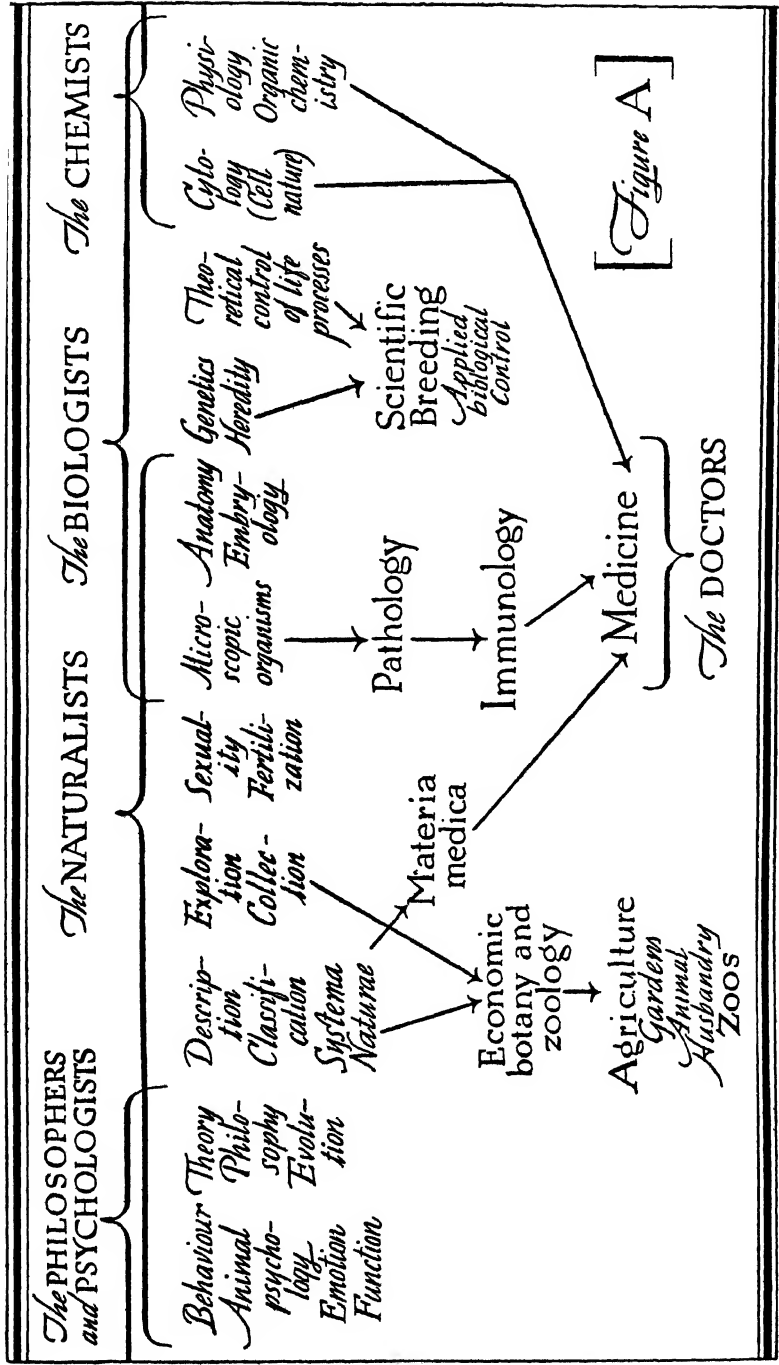 The PHILOSOPHERS
and PSYCHOLOGISTS
The NATURALISTS
The BIOLOGISTS
The CHEMISTS
Behaviour
Animal
psycho-
logy
Emotion
Function
Theory
Philo-
sophy
Evolu-
tion
Descrip-
tion
Classifi-
cation
Systema
Naturae
Explora-
tion
Collec-
tion
Sexual-
ity
Fertili-
zation
Micro-
scopic
organisms
Anatomy
Embry-
ology
Genetics
Heredity
Theo-
retical
control
of life
processes
Cyto-
logy
(Cell
nature)
Physi-
ology
Organic
chem-
istry
Economic
botany and
zoology
Agriculture
Gardens
Animal
Husbandry
Zoos
Materia
medica
Pathology
Immunology
Scientific
Breeding
Applied
biblogical
Control
Medicine
The DOCTORS
[Figure A]